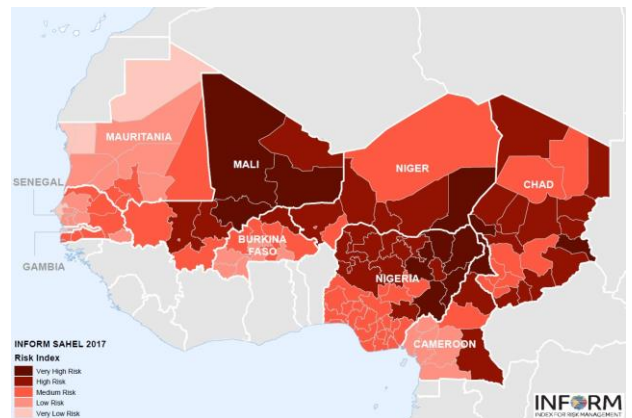 MAURITANIA
MALI
NIGER
CHAD
SENEGAL
GAMBIA
BURKINA
FASO
NIGERIA
CAMEROON
INFORM SAHEL 2017
Risk Index
Very High Risk
High Risk
Medium Risk
Low Risk
Very Low Risk
INFORM
INDEX FOR RISK MANAGEMENT